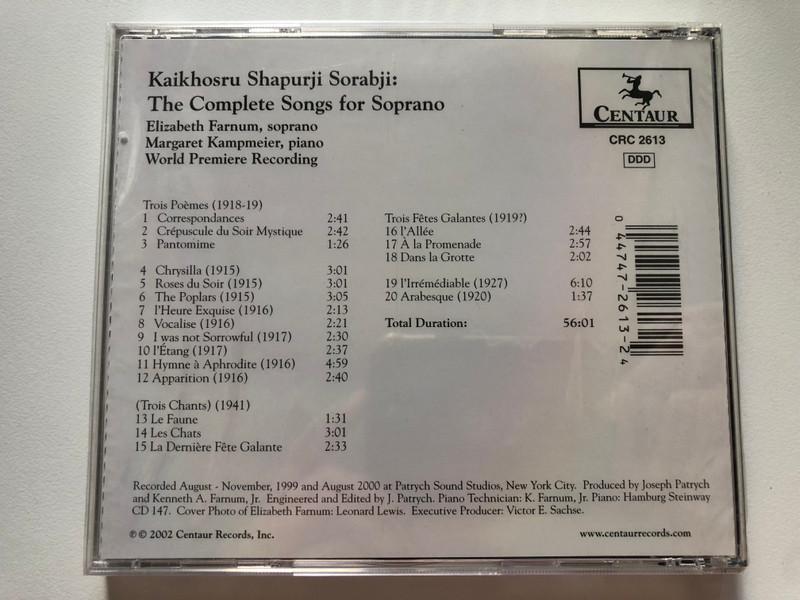 Kaikhosru Shapurji Sorabji:
The Complete Songs for Soprano
Elizabeth Farnum, soprano
Margaret Kampmeier, piano
World Premiere Recording
CENTAUR
CRC 2613
DDD
Trois Poèmes (1918-19)
1 Correspondances 2:41
2 Crépuscule du Soir Mystique 2:42
3 Pantomime 1:26
4 Chrysilla (1915) 3:01
5 Roses du Soir (1915) 3:01
6 The Poplars (1915) 3:05
7 l'Heure Exquise (1916) 2:13
8 Vocalise (1916) 2:21
9 I was not Sorrowful (1917) 2:30
10 l'Étang (1917) 2:37
11 Hymne à Aphrodite (1916) 4:59
12 Apparition (1916) 2:40
(Trois Chants) (1941)
13 Le Faune 1:31
14 Les Chats 3:01
15 La Dernière Fête Galante 2:33
Trois Fêtes Galantes (1919?)
16 l'Allée 2:44
17 À la Promenade 2:57
18 Dans la Grotte 2:02
19 l'Irrémédiable (1927) 6:10
20 Arabesque (1920) 1:37
Total Duration: 56:01
0 44747-2613-2 4
Recorded August - November, 1999 and August 2000 at Patrych Sound Studios, New York City. Produced by Joseph Patrych
and Kenneth A. Farnum, Jr. Engineered and Edited by J. Patrych. Piano Technician: K. Farnum, Jr. Piano: Hamburg Steinway
CD 147. Cover Photo of Elizabeth Farnum: Leonard Lewis. Executive Producer: Victor E. Sachse.
℗ © 2002 Centaur Records, Inc.
www.centaurrecords.com